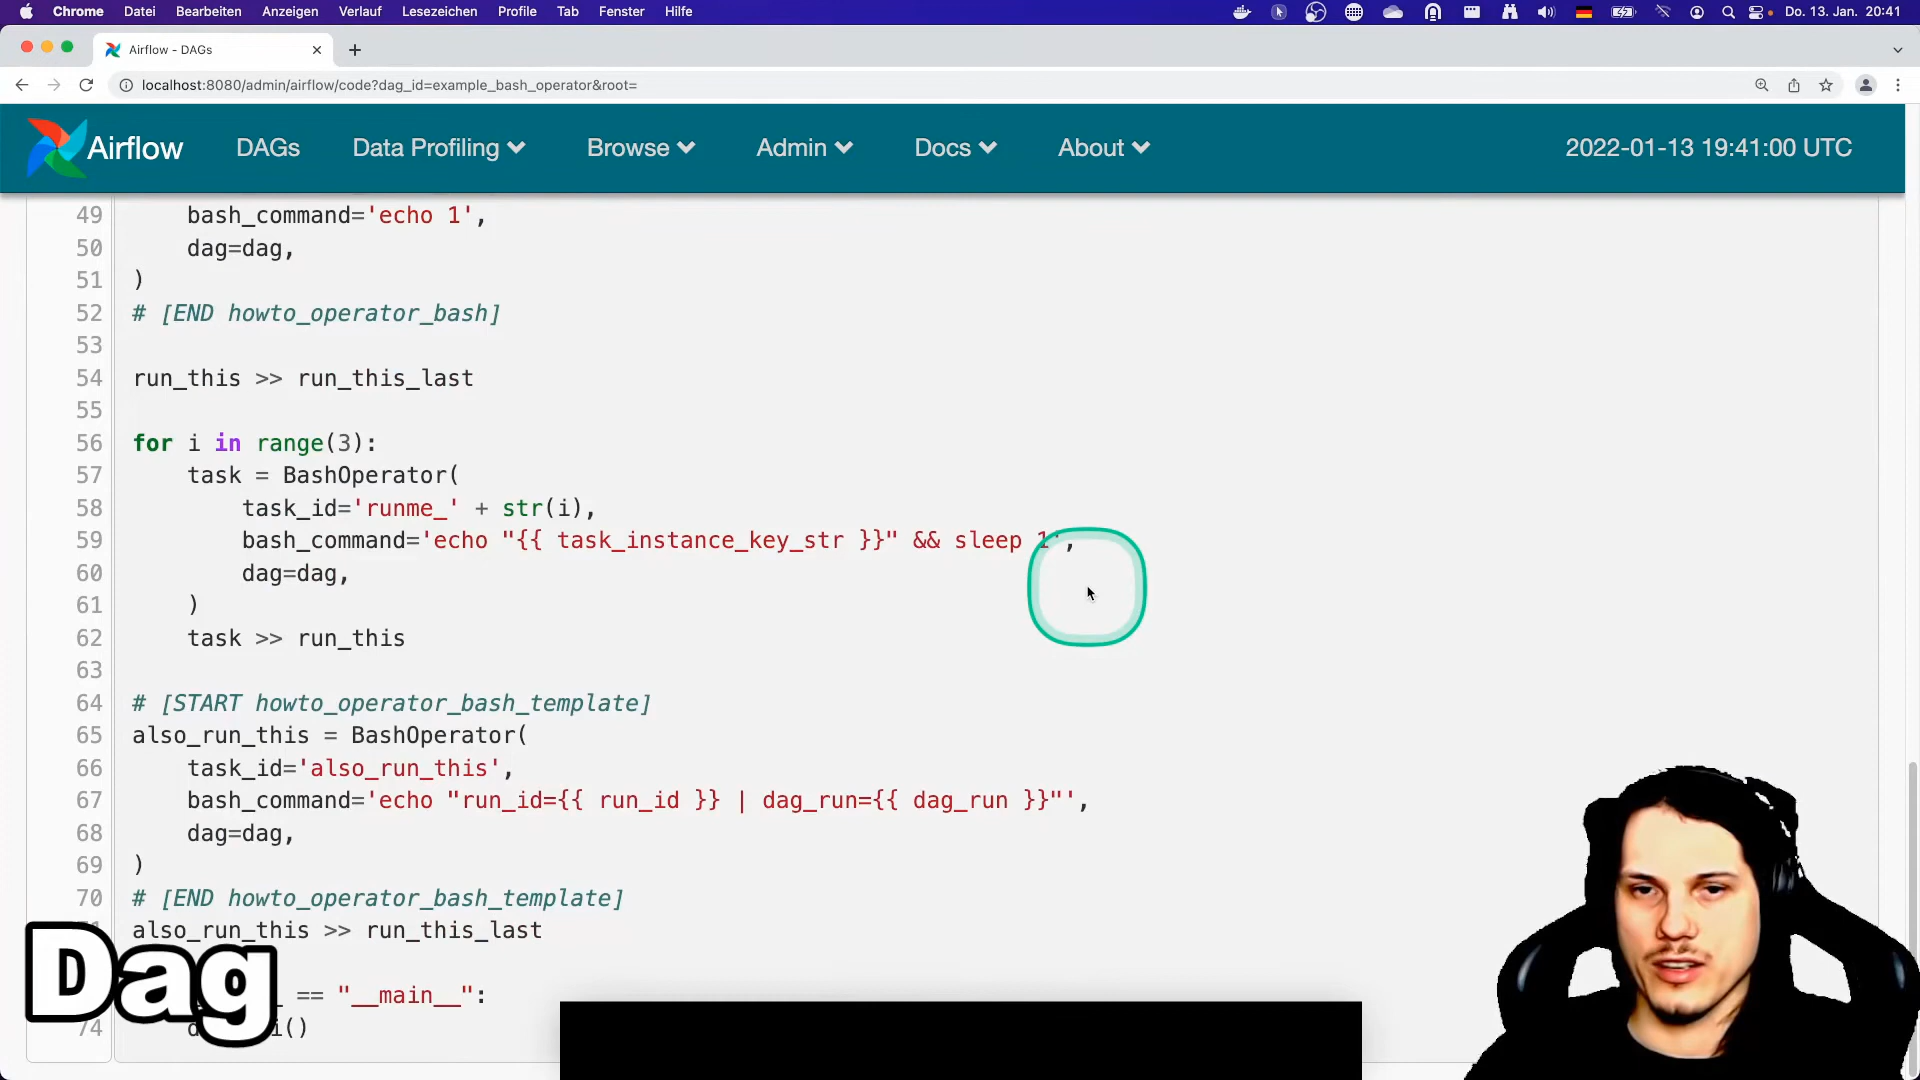 Chrome Datei Bearbeiten Anzeigen Verlauf Lesezeichen Profile Tab Fenster Hilfe Do. 13. Jan. 20:41
Airflow - DAGs
localhost:8080/admin/airflow/code?dag_id=example_bash_operator&root=
Airflow DAGs Data Profiling Browse Admin Docs About 2022-01-13 19:41:00 UTC
49 bash_command='echo 1',
50 dag=dag,
51 )
52 # [END howto_operator_bash]
53
54 run_this >> run_this_last
55
56 for i in range(3):
57 task = BashOperator(
58 task_id='runme_' + str(i),
59 bash_command='echo "{{ task_instance_key_str }}" && sleep 1',
60 dag=dag,
61 )
62 task >> run_this
63
64 # [START howto_operator_bash_template]
65 also_run_this = BashOperator(
66 task_id='also_run_this',
67 bash_command='echo "run_id={{ run_id }} | dag_run={{ dag_run }}"',
68 dag=dag,
69 )
70 # [END howto_operator_bash_template]
also_run_this >> run_this_last
== "__main__":
74 ()
Dag